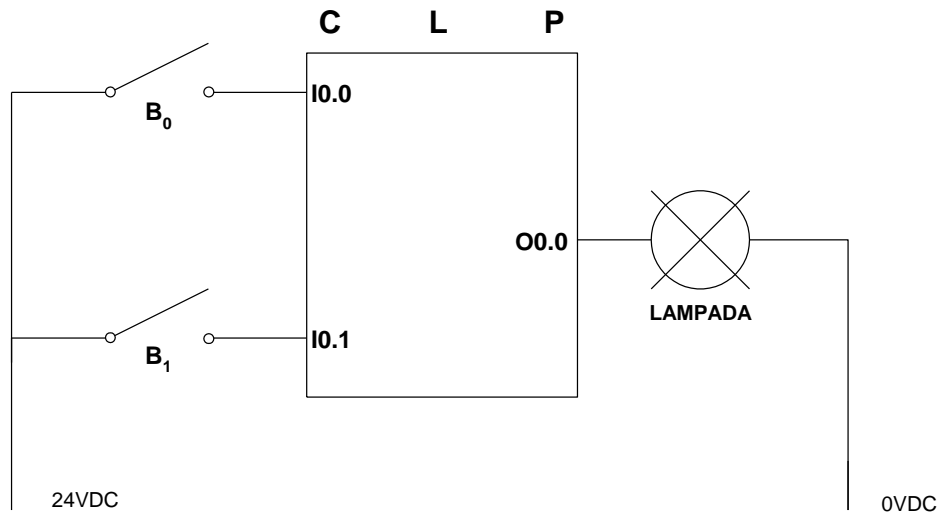 C L P
I0.0
B0
O0.0
LAMPADA
I0.1
B1
24VDC
0VDC